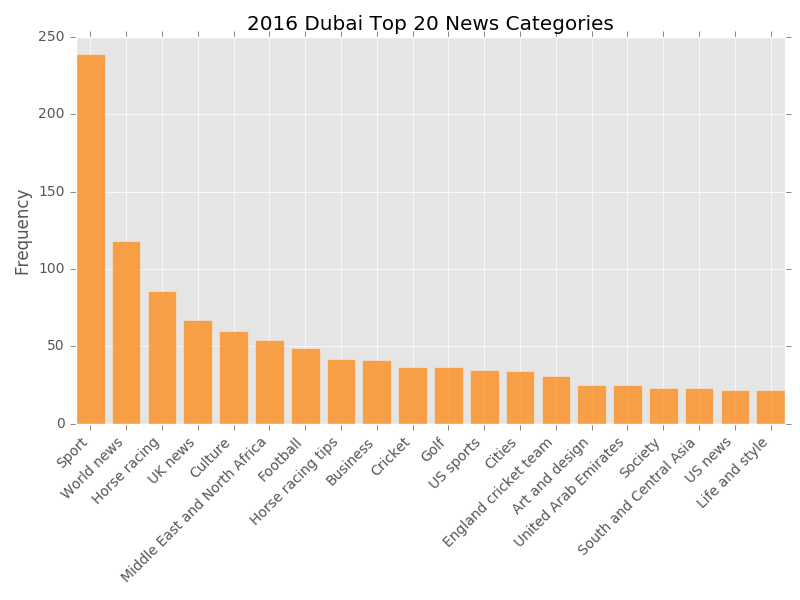 2016 Dubai Top 20 News Categories
250
200
150
100
50
0
Frequency
Sport
World news
Horse racing
UK news
Culture
Middle East and North Africa
Football
Horse racing tips
Business
Cricket
Golf
US sports
Cities
England cricket team
Art and design
United Arab Emirates
Society
South and Central Asia
US news
Life and style